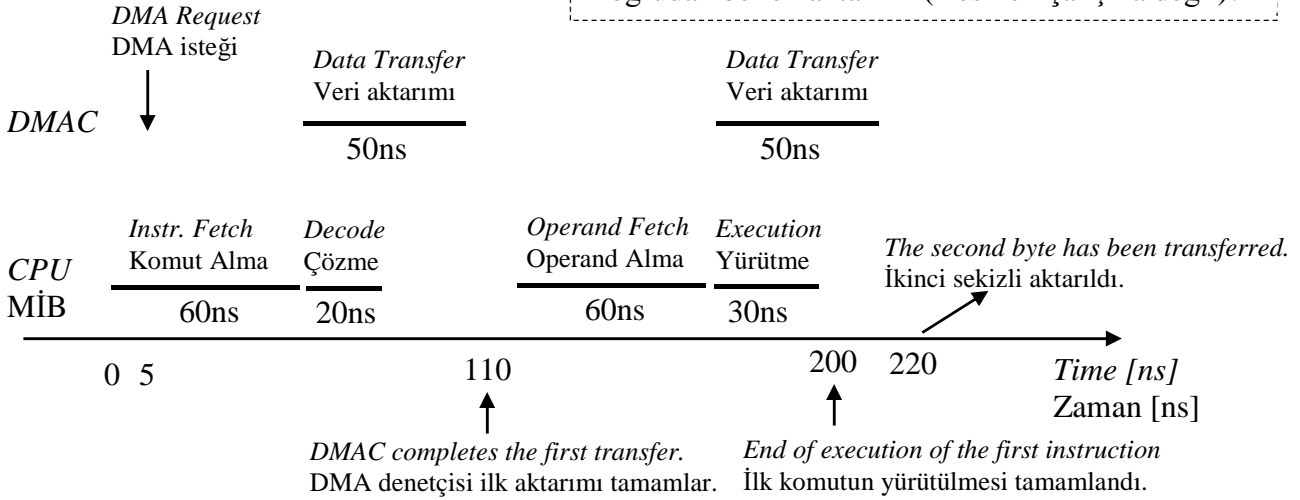 DMA Request
DMA isteği
Data Transfer
Veri aktarımı
Data Transfer
Veri aktarımı
DMAC
50ns
50ns
Instr. Fetch
Komut Alma
Decode
Çözme
Operand Fetch
Operand Alma
Execution
Yürütme
The second byte has been transferred.
İkinci sekizli aktarıldı.
CPU
MİB
60ns
20ns
60ns
30ns
0 5
110
200
220
Time [ns]
Zaman [ns]
DMAC completes the first transfer.
DMA denetçisi ilk aktarımı tamamlar.
End of execution of the first instruction
İlk komutun yürütülmesi tamamlandı.